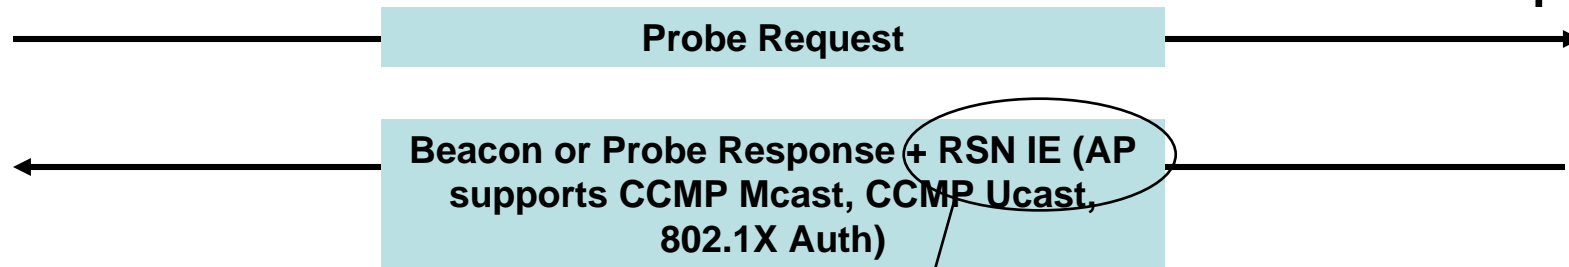 Probe Request
Beacon or Probe Response + RSN IE (AP
supports CCMP Mcast, CCMP Ucast,
802.1X Auth)